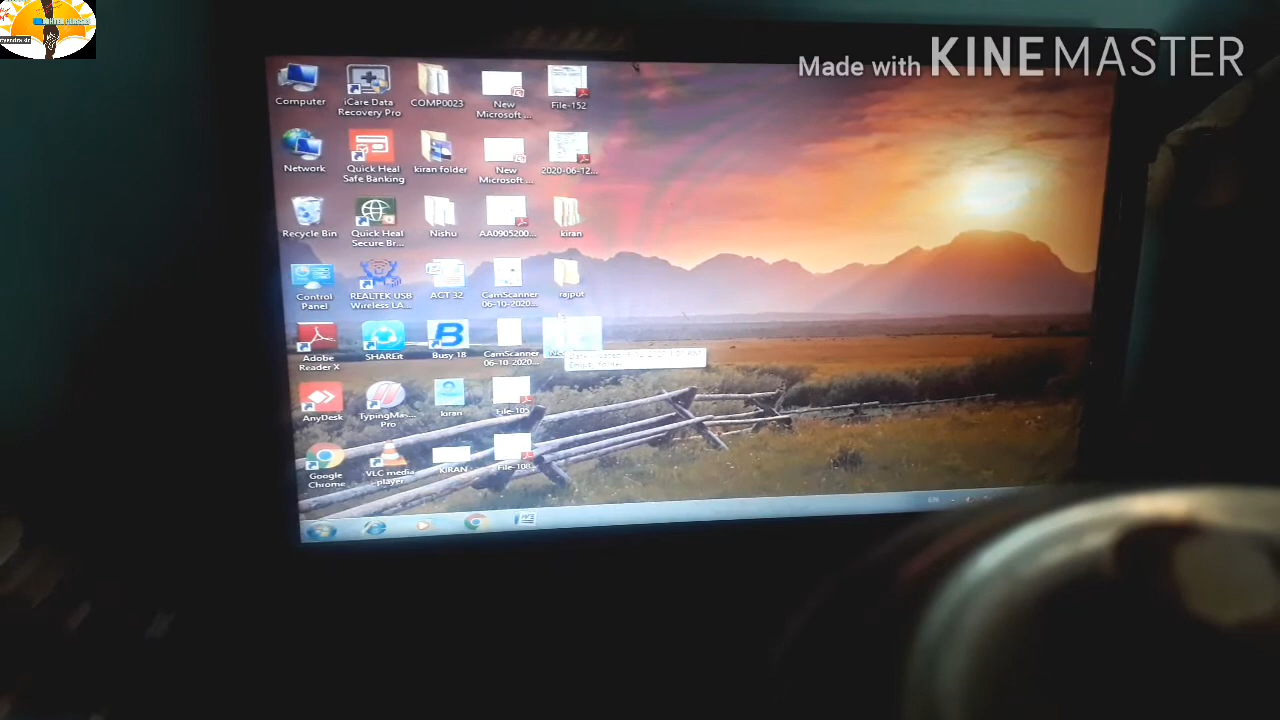 Made with KINEMASTER
Computer
iCare Data
Recovery Pro
COMP0023
New
Microsoft ...
File-152
Network
Quick Heal
Safe Banking
kiran folder
New
Microsoft ...
2020-06-12...
Recycle Bin
Quick Heal
Secure Br...
Nishu
AA0905200...
kiran
Control
Panel
REALTEK USB
Wireless LA...
ACT 32
CamScanner
06-10-2020...
rajput
Adobe
Reader X
SHAREit
Busy 18
CamScanner
06-10-2020...
AnyDesk
TypingMas...
Pro
kiran
File-105
Google
Chrome
VLC media
player
KIRAN
File-108
EN